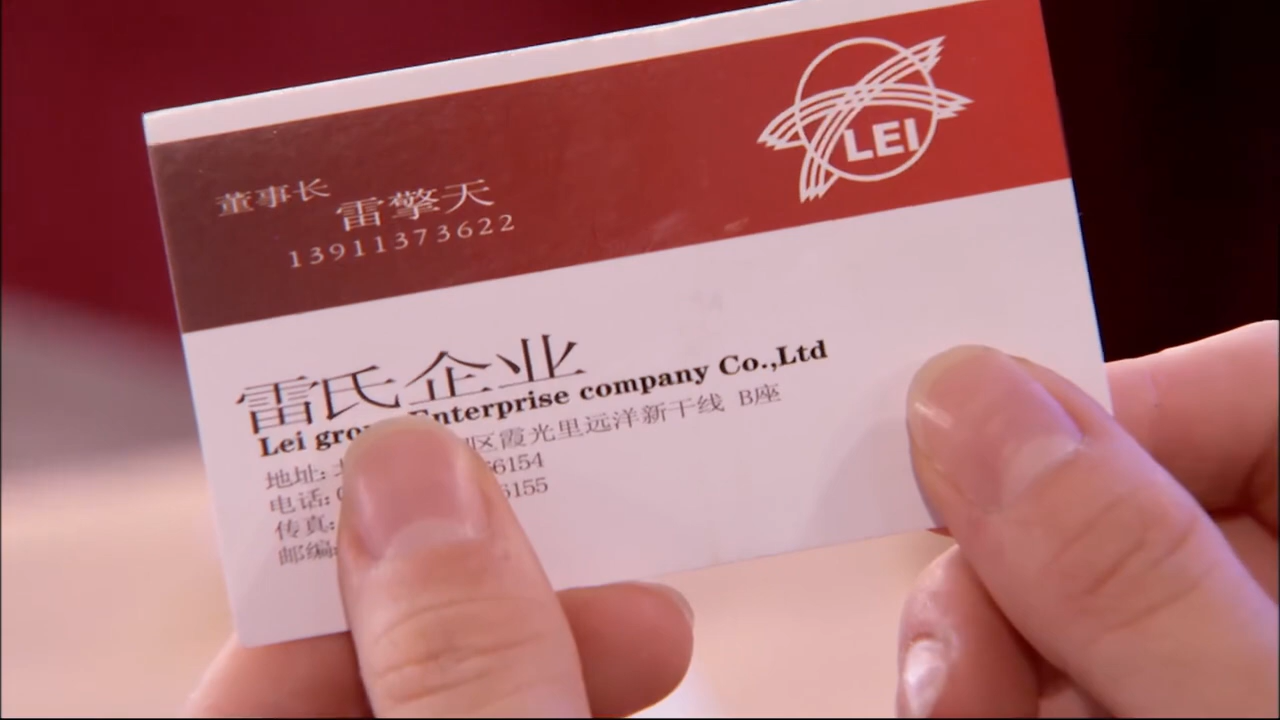 LEI
董事长
雷擎天
13911373622
雷氏企业
Lei Enterprise company Co.,Ltd
地址: 区霞光里远洋新干线 B座
电话: 6154
传真: 6155
邮编